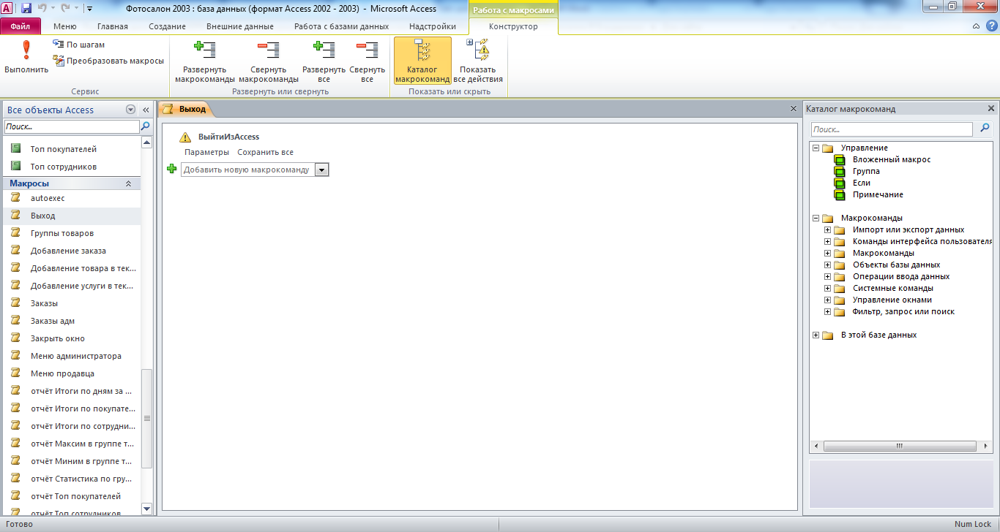 Фотосалон 2003 : база данных (формат Access 2002 - 2003) - Microsoft Access
Работа с макросами
Файл Меню Главная Создание Внешние данные Работа с базами данных Надстройки Конструктор
Выполнить
По шагам
Преобразовать макросы
Сервис
Развернуть макрокоманды
Свернуть макрокоманды
Развернуть все
Свернуть все
Развернуть или свернуть
Каталог макрокоманд
Показать все действия
Показать или скрыть
Все объекты Access
Поиск...
Топ покупателей
Топ сотрудников
Макросы
autoexec
Выход
Группы товаров
Добавление заказа
Добавление товара в тек...
Добавление услуги в тек...
Заказы
Заказы адм
Закрыть окно
Меню администратора
Меню продавца
отчёт Итоги по дням за ...
отчёт Итоги по покупате...
отчёт Итоги по сотрудни...
отчёт Максим в группе т...
отчёт Миним в группе т...
отчёт Статистика по гру...
отчёт Топ покупателей
отчёт Топ сотрудников
Выход
ВыйтиИзAccess
Параметры Сохранить все
Добавить новую макрокоманду
Каталог макрокоманд
Поиск...
Управление
Вложенный макрос
Группа
Если
Примечание
Макрокоманды
Импорт или экспорт данных
Команды интерфейса пользователя
Макрокоманды
Объекты базы данных
Операции ввода данных
Системные команды
Управление окнами
Фильтр, запрос или поиск
В этой базе данных
Готово
Num Lock